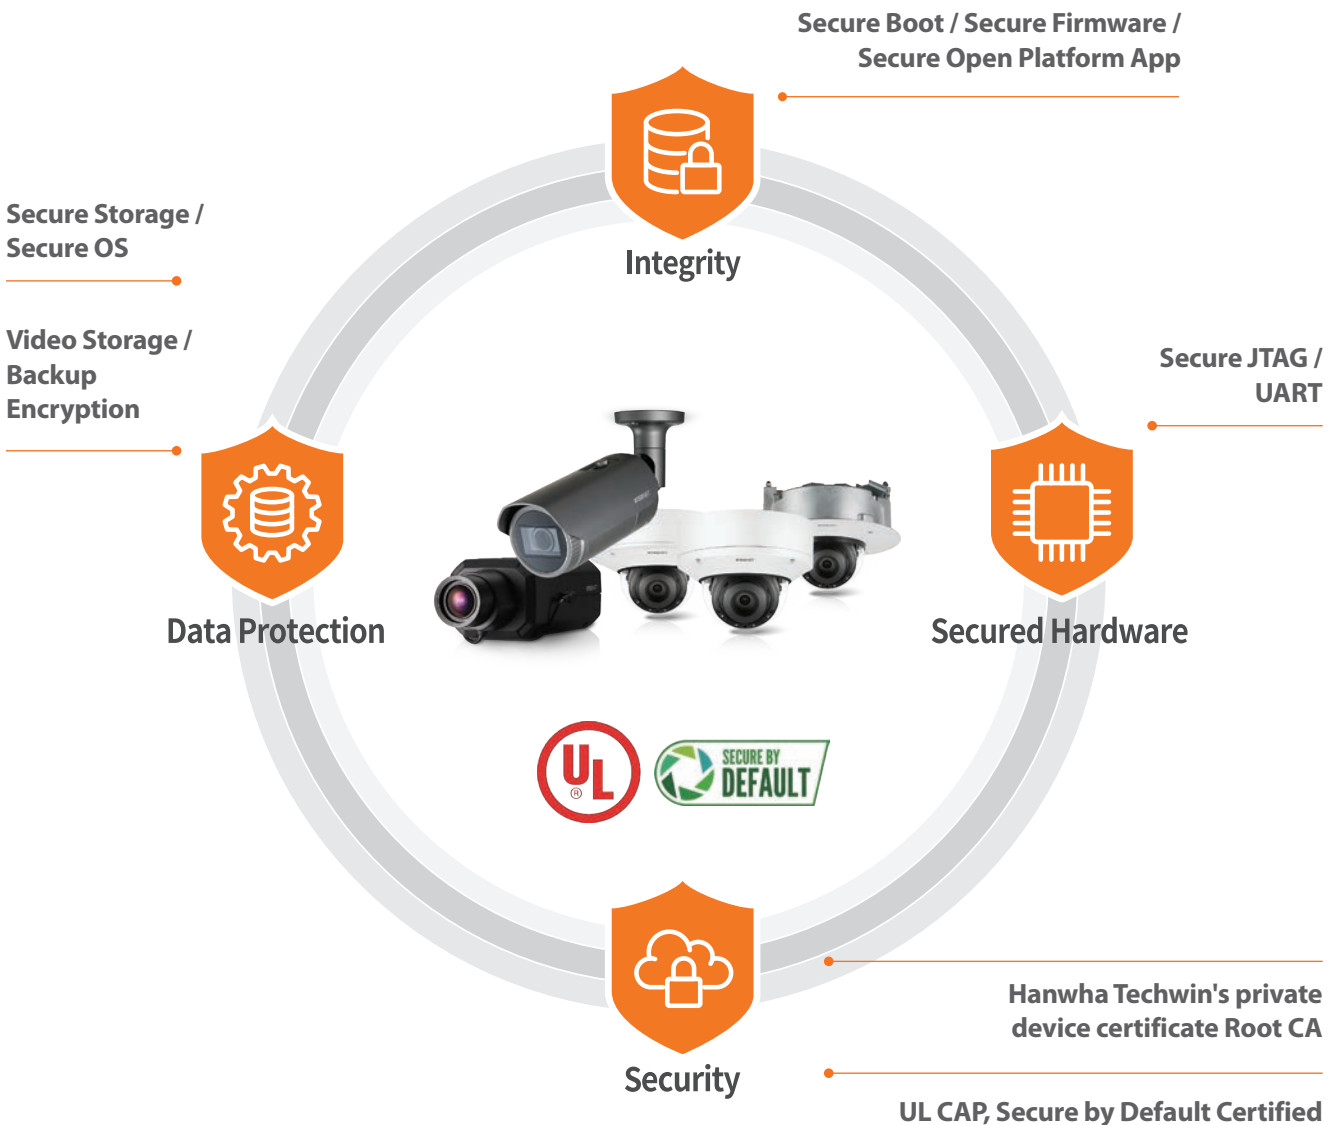 Secure Boot / Secure Firmware /
Secure Open Platform App
Integrity
Secure Storage /
Secure OS
Video Storage /
Backup
Encryption
Data Protection
Secure JTAG /
UART
Secured Hardware
UL
®
SECURE BY
DEFAULT
Security
Hanwha Techwin's private
device certificate Root CA
UL CAP, Secure by Default Certified